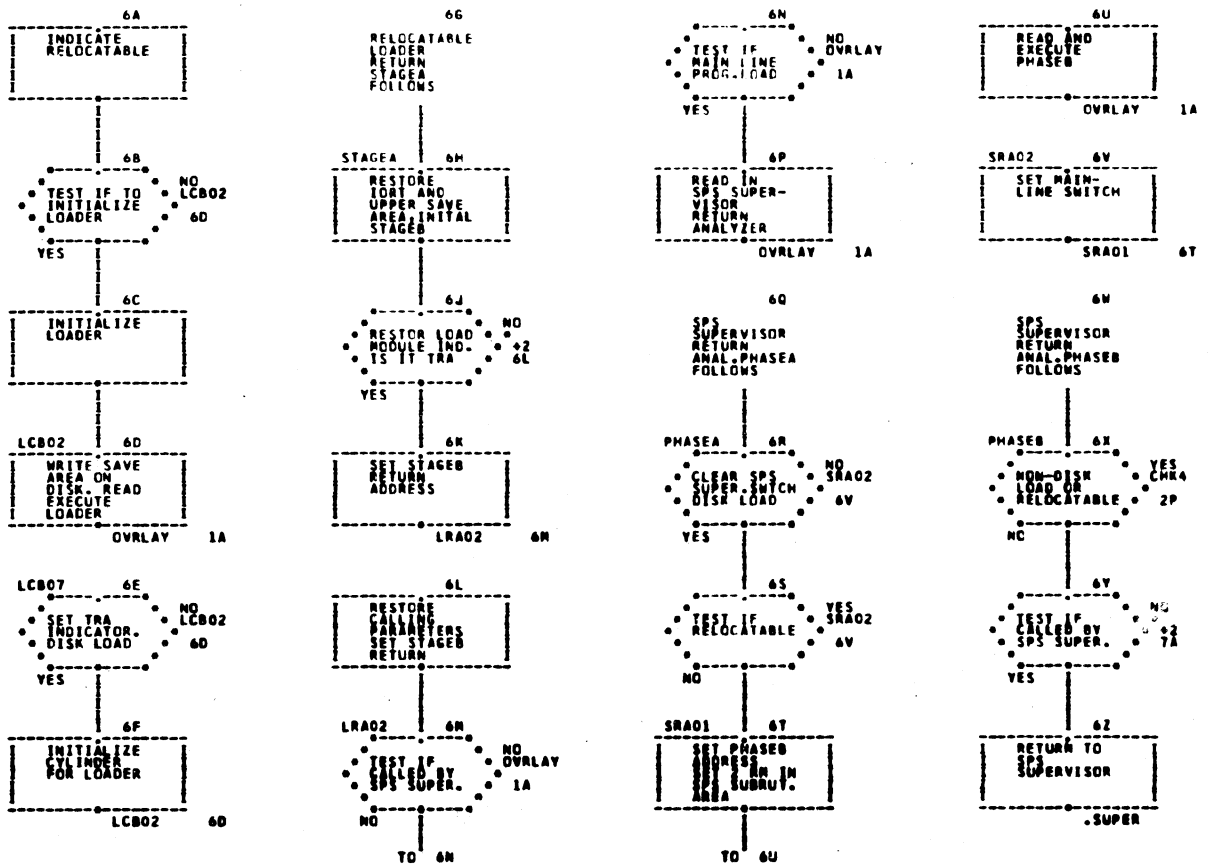 6A
INDICATE
RELOCATABLE
6B
TEST IF TO
INITIALIZE
LOADER
NO
LCB02
6D
YES
6C
INITIALIZE
LOADER
LCB02 6D
WRITE SAVE
AREA ON
DISK. READ
EXECUTE
LOADER
OVRLAY 1A
LCB07 6E
SET TRA
INDICATOR.
DISK LOAD
NO
LCB02
6D
YES
6F
INITIALIZE
CYLINDER
FOR LOADER
LCB02 6D
6G
RELOCATABLE
LOADER
RETURN
STAGEA
FOLLOWS
STAGEA 6H
RESTORE
IORT AND
UPPER SAVE
AREA.INITAL
STAGEB
6J
RESTOR LOAD
MODULE IND.
IS IT TRA
NO
+2
6L
YES
6K
SET STAGEB
RETURN
ADDRESS
LRA02 6M
6L
RESTORE
CALLING
PARAMETERS
SET STAGEB
RETURN
LRA02 6M
TEST IF
CALLED BY
SPS SUPER.
NO
OVRLAY
1A
NO
TO 6N
6N
TEST IF
MAIN LINE
PROG.LOAD
NO
OVRLAY
1A
YES
6P
READ IN
SPS SUPER-
VISOR
RETURN
ANALYZER
OVRLAY 1A
6Q
SPS
SUPERVISOR
RETURN
ANAL.PHASEA
FOLLOWS
PHASEA 6R
CLEAR SPS
SUPER.SWTCH
DISK LOAD
NO
SRA02
6V
YES
6S
TEST IF
RELOCATABLE
YES
SRA02
6V
NO
SRA01 6T
SET PHASEB
ADDRESS
RM IN
SPS SUBRUT.
AREA
TO 6U
6U
READ AND
EXECUTE
PHASEB
OVRLAY 1A
SRA02 6V
SET MAIN-
LINE SWITCH
SRA01 6T
6W
SPS
SUPERVISOR
RETURN
ANAL.PHASEB
FOLLOWS
PHASEB 6X
NON-DISK
LOAD OR
RELOCATABLE
YES
CHK4
2P
NO
6Y
TEST IF
CALLED BY
SPS SUPER.
NO
+2
7A
YES
6Z
RETURN TO
SPS
SUPERVISOR
.SUPER